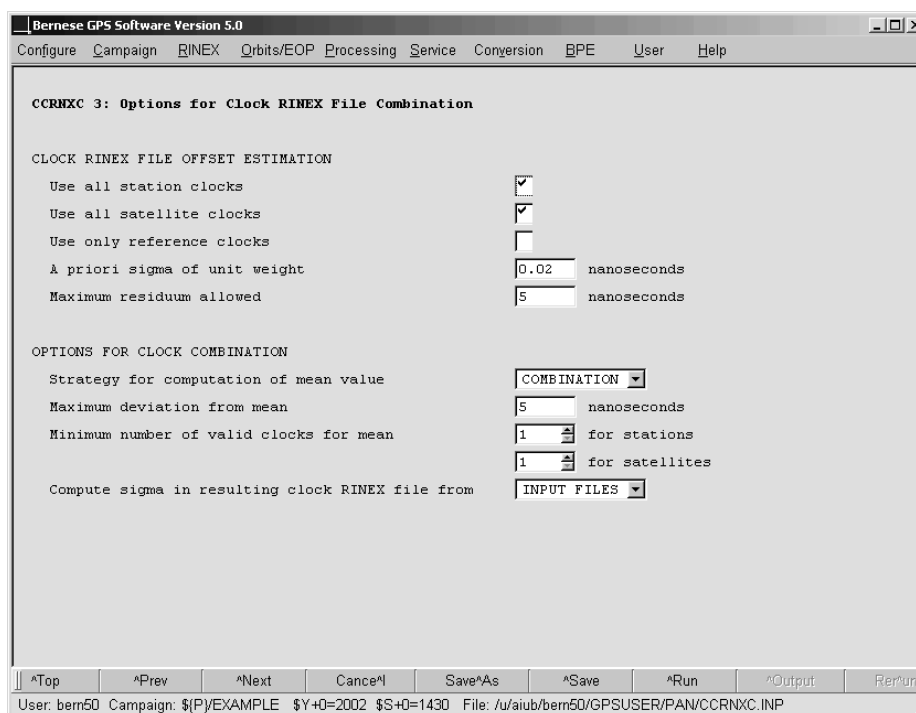 Bernese GPS Software Version 5.0
Configure Campaign RINEX Orbits/EOP Processing Service Conversion BPE User Help
CCRNXC 3: Options for Clock RINEX File Combination
CLOCK RINEX FILE OFFSET ESTIMATION
Use all station clocks
Use all satellite clocks
Use only reference clocks
A priori sigma of unit weight 0.02 nanoseconds
Maximum residuum allowed 5 nanoseconds
OPTIONS FOR CLOCK COMBINATION
Strategy for computation of mean value COMBINATION
Maximum deviation from mean 5 nanoseconds
Minimum number of valid clocks for mean 1 for stations
1 for satellites
Compute sigma in resulting clock RINEX file from INPUT FILES
^Top ^Prev ^Next Cance^l Save^As ^Save ^Run ^Output Rer^un
User: bern50 Campaign: ${P}/EXAMPLE $Y+0=2002 $S+0=1430 File: /u/aiub/bern50/GPSUSER/PAN/CCRNXC.INP